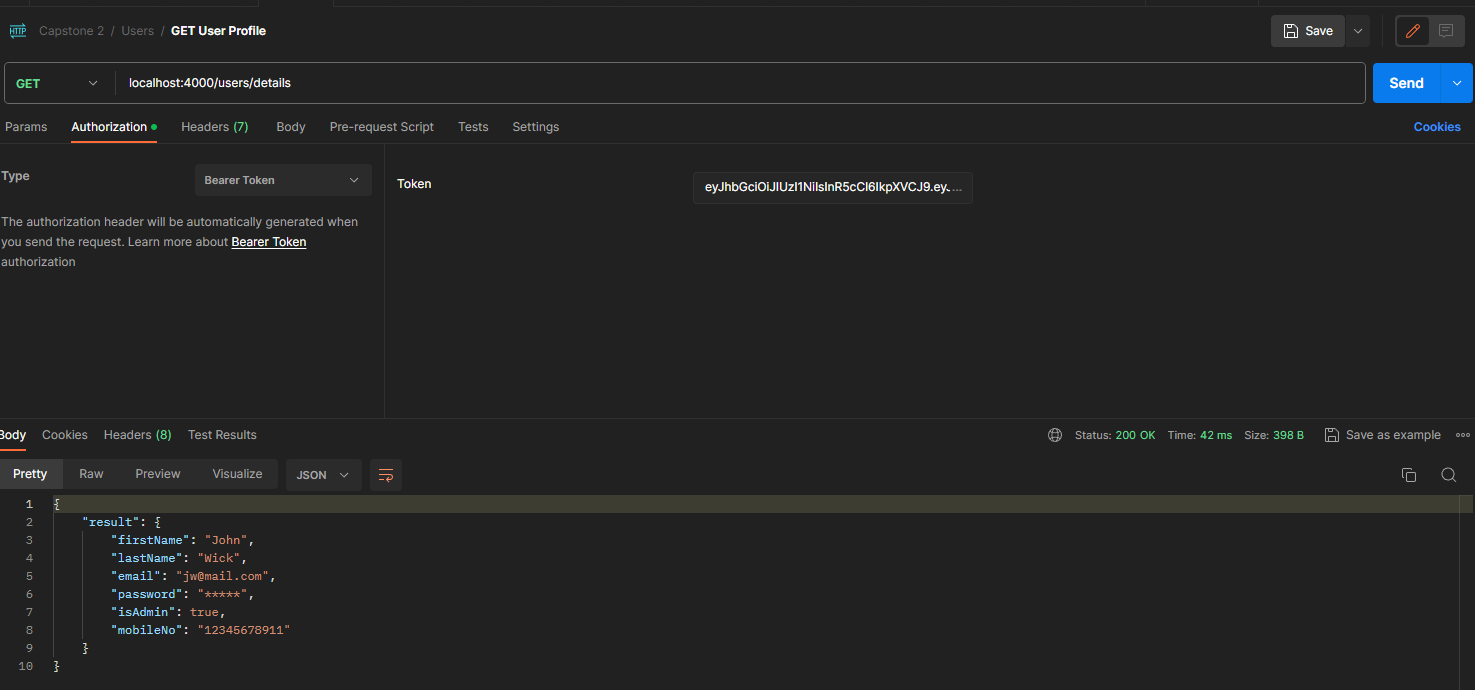 HTTP Capstone 2 / Users / GET User Profile Save
GET localhost:4000/users/details Send
Params Authorization Headers (7) Body Pre-request Script Tests Settings Cookies
Type Bearer Token
Token eyJhbGciOiJIUzI1NiIsInR5cCI6IkpXVCJ9.ey. ...
The authorization header will be automatically generated when
you send the request. Learn more about Bearer Token
authorization
Body Cookies Headers (8) Test Results Status: 200 OK Time: 42 ms Size: 398 B Save as example
Pretty Raw Preview Visualize JSON
1 {
2 "result": {
3 "firstName": "John",
4 "lastName": "Wick",
5 "email": "jw@mail.com",
6 "password": "*****",
7 "isAdmin": true,
8 "mobileNo": "12345678911"
9 }
10 }